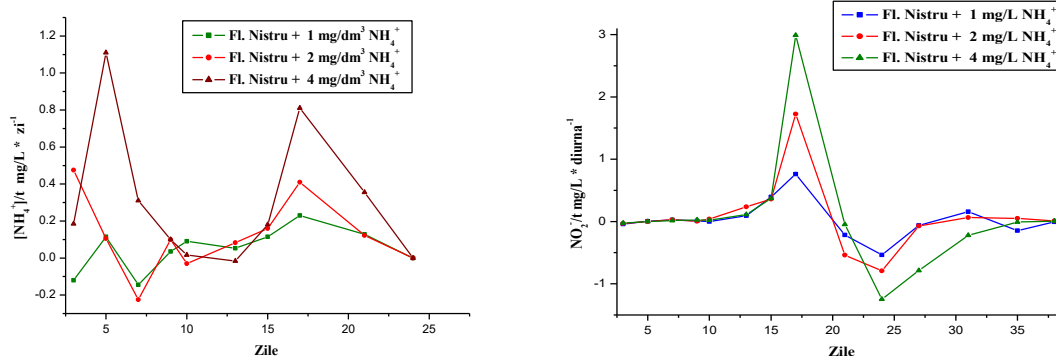 Fl. Nistru + 1 mg/dm³ NH₄⁺
Fl. Nistru + 2 mg/dm³ NH₄⁺
Fl. Nistru + 4 mg/dm³ NH₄⁺
[NH₄⁺]/t mg/L * zi⁻¹
1.2
1.0
0.8
0.6
0.4
0.2
0.0
-0.2
5 10 15 20 25
Zile
Fl. Nistru + 1 mg/L NH₄⁺
Fl. Nistru + 2 mg/L NH₄⁺
Fl. Nistru + 4 mg/L NH₄⁺
NO₂⁻/t mg/L * diurna⁻¹
3
2
1
0
-1
5 10 15 20 25 30 35
Zile